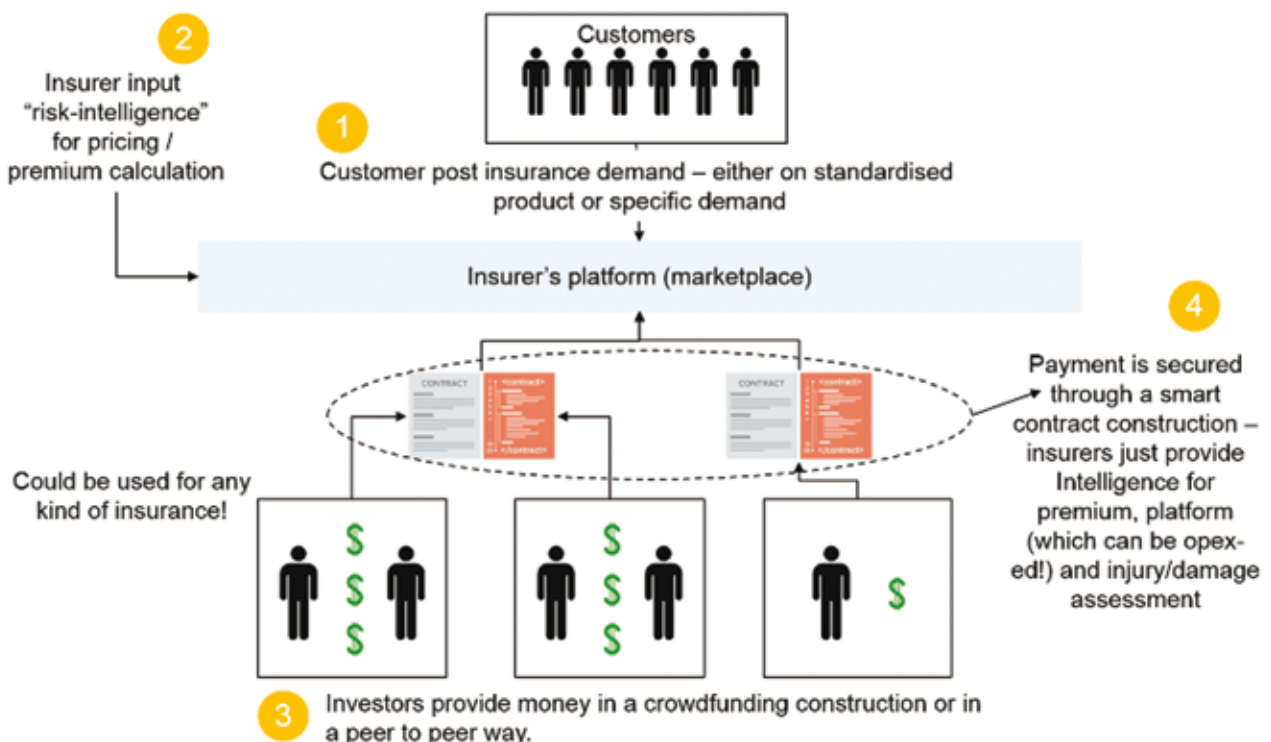 Customers
1
Customer post insurance demand – either on standardised
product or specific demand
2
Insurer input
“risk-intelligence”
for pricing /
premium calculation
Insurer’s platform (marketplace)
CONTRACT
<contract>
</contract>
CONTRACT
<contract>
</contract>
4
Payment is secured
through a smart
contract construction –
insurers just provide
Intelligence for
premium, platform
(which can be opex-
ed!) and injury/damage
assessment
Could be used for any
kind of insurance!
$
$
$
$
$
$
$
3
Investors provide money in a crowdfunding construction or in
a peer to peer way.